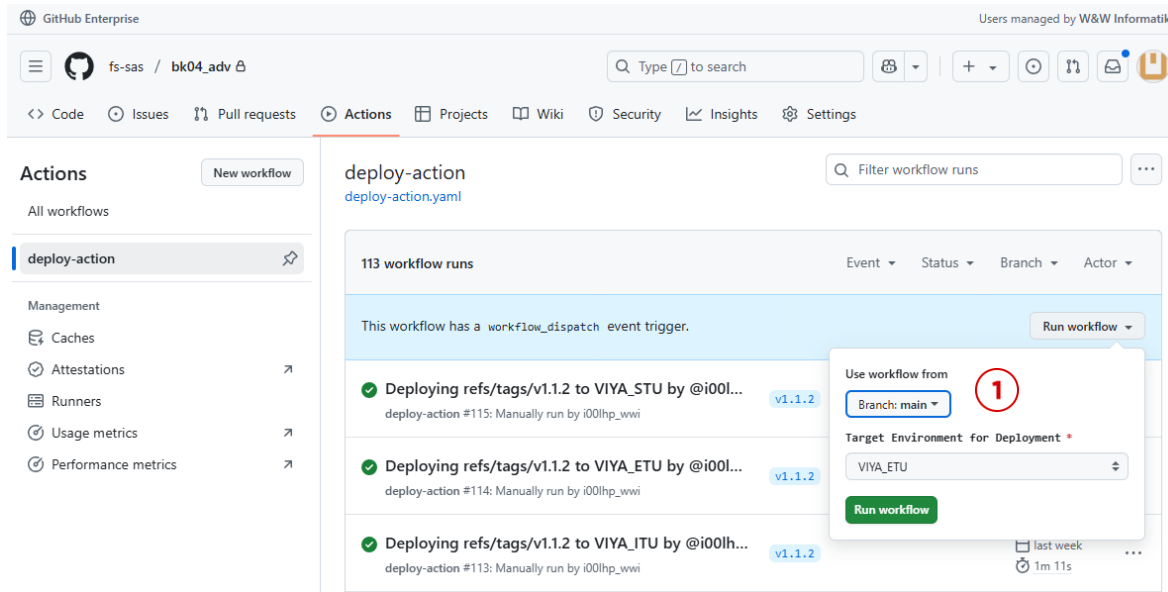 GitHub Enterprise
Users managed by W&W Informatik
fs-sas / bk04_adv
Type / to search
Code
Issues
Pull requests
Actions
Projects
Wiki
Security
Insights
Settings
Actions
New workflow
All workflows
deploy-action
Management
Caches
Attestations
Runners
Usage metrics
Performance metrics
deploy-action
deploy-action.yaml
Filter workflow runs
113 workflow runs
Event
Status
Branch
Actor
This workflow has a workflow_dispatch event trigger.
Run workflow
Deploying refs/tags/v1.1.2 to VIYA_STU by @i00l...
deploy-action #115: Manually run by i00lhp_wwi
v1.1.2
Deploying refs/tags/v1.1.2 to VIYA_ETU by @i00l...
deploy-action #114: Manually run by i00lhp_wwi
v1.1.2
Deploying refs/tags/v1.1.2 to VIYA_ITU by @i00lh...
deploy-action #113: Manually run by i00lhp_wwi
v1.1.2
last week
1m 11s
Use workflow from
1
Branch: main
Target Environment for Deployment *
VIYA_ETU
Run workflow